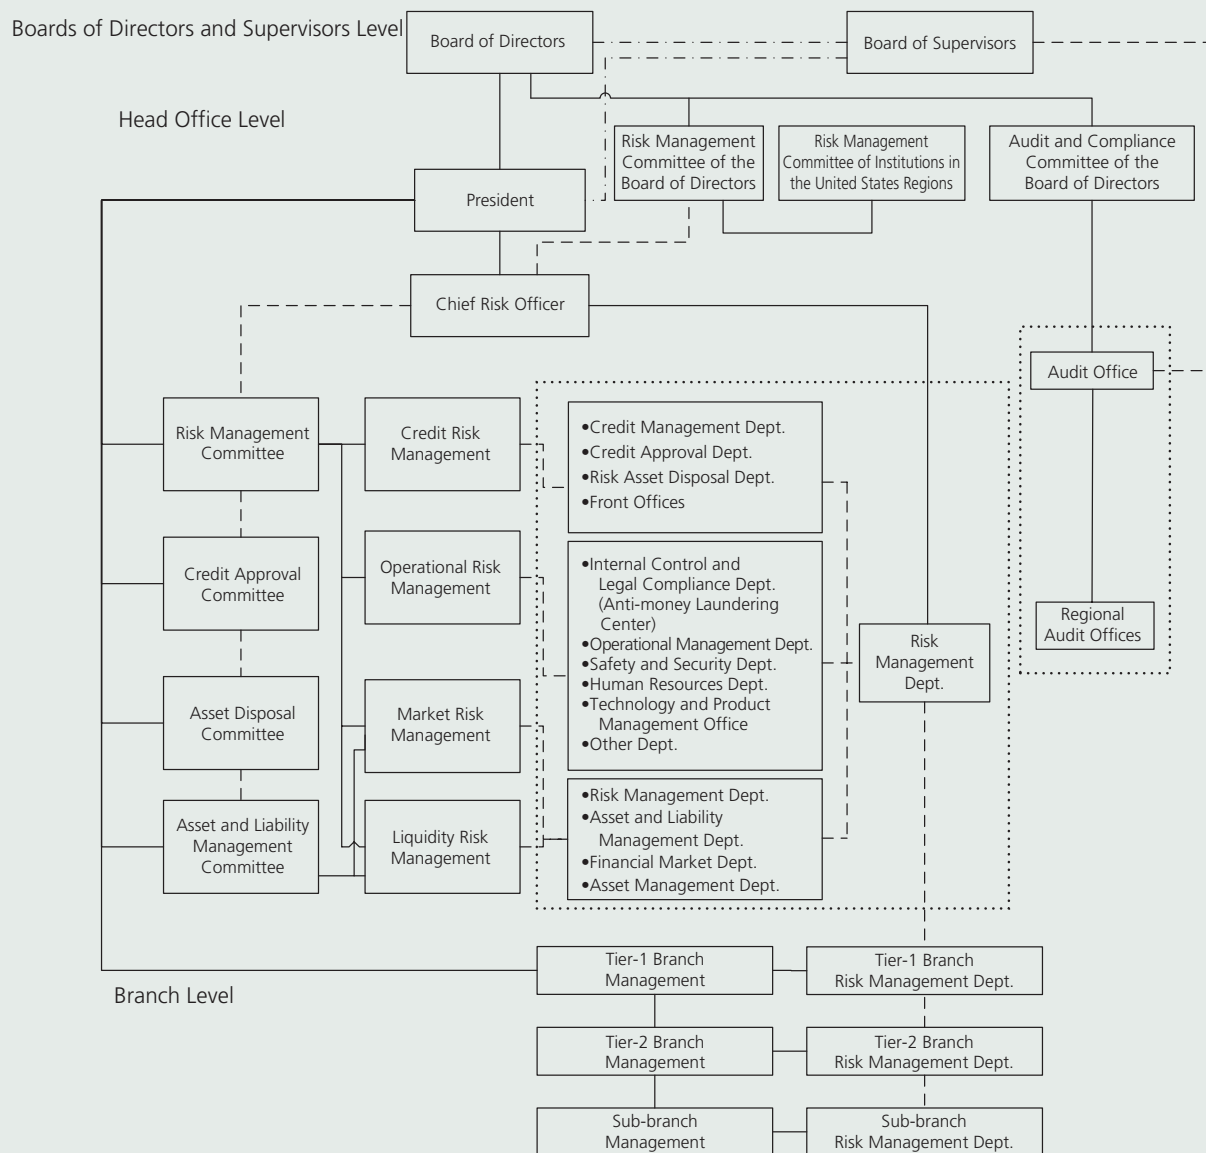 Boards of Directors and Supervisors Level
Board of Directors
Board of Supervisors
Head Office Level
Risk Management
Committee of the
Board of Directors
Risk Management
Committee of Institutions in
the United States Regions
Audit and Compliance
Committee of the
Board of Directors
President
Chief Risk Officer
Audit Office
Regional
Audit Offices
Risk Management
Committee
Credit Risk
Management
•Credit Management Dept.
•Credit Approval Dept.
•Risk Asset Disposal Dept.
•Front Offices
Credit Approval
Committee
Operational Risk
Management
•Internal Control and
Legal Compliance Dept.
(Anti-money Laundering
Center)
•Operational Management Dept.
•Safety and Security Dept.
•Human Resources Dept.
•Technology and Product
Management Office
•Other Dept.
Risk
Management
Dept.
Asset Disposal
Committee
Market Risk
Management
Asset and Liability
Management
Committee
Liquidity Risk
Management
•Risk Management Dept.
•Asset and Liability
Management Dept.
•Financial Market Dept.
•Asset Management Dept.
Branch Level
Tier-1 Branch
Management
Tier-1 Branch
Risk Management Dept.
Tier-2 Branch
Management
Tier-2 Branch
Risk Management Dept.
Sub-branch
Management
Sub-branch
Risk Management Dept.